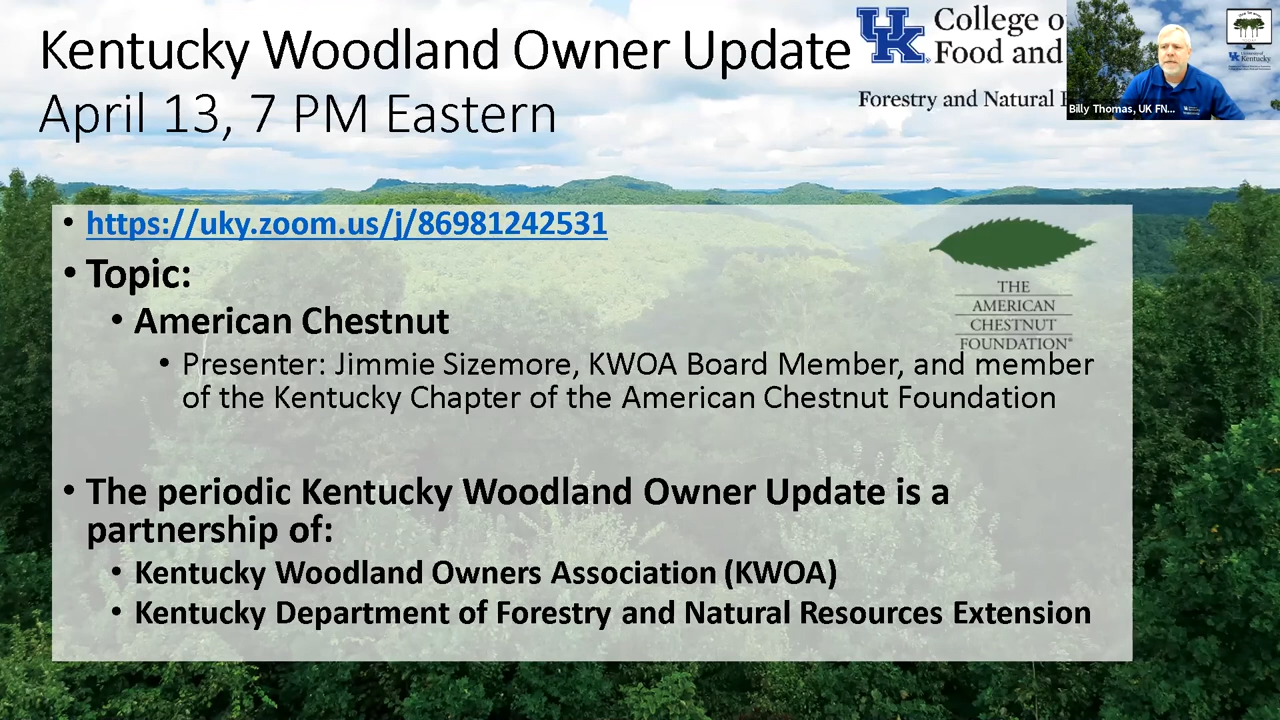 Kentucky Woodland Owner Update
April 13, 7 PM Eastern
UK
College o
Food and
Forestry and Natural
Billy Thomas, UK FN...
• https://uky.zoom.us/j/86981242531
• Topic:
• American Chestnut
• Presenter: Jimmie Sizemore, KWOA Board Member, and member
of the Kentucky Chapter of the American Chestnut Foundation
THE
AMERICAN
CHESTNUT
FOUNDATION®
• The periodic Kentucky Woodland Owner Update is a
partnership of:
• Kentucky Woodland Owners Association (KWOA)
• Kentucky Department of Forestry and Natural Resources Extension